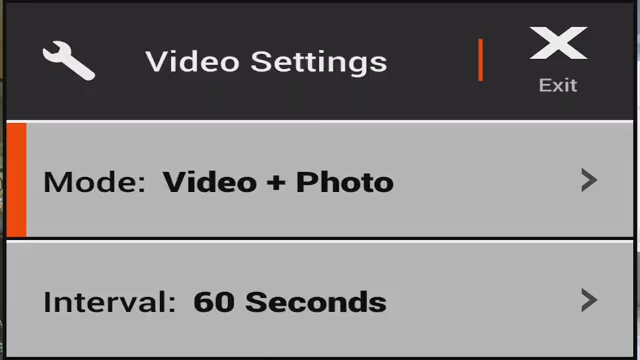 Video Settings
Exit
Mode: Video + Photo
Interval: 60 Seconds